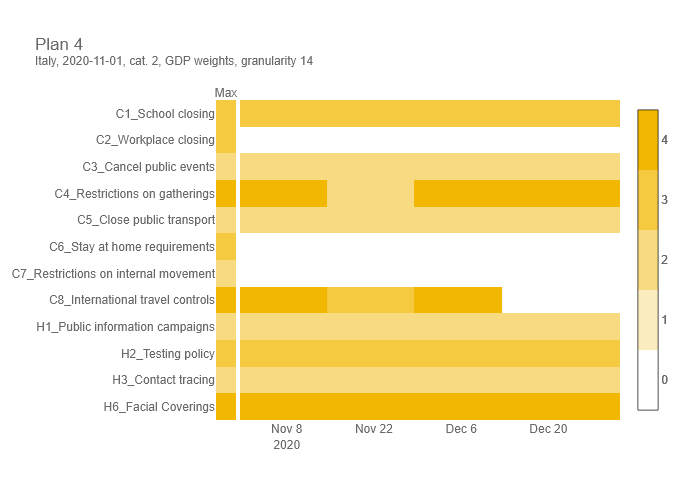 Plan 4
Italy, 2020-11-01, cat. 2, GDP weights, granularity 14
Max
C1_School closing
C2_Workplace closing
C3_Cancel public events
C4_Restrictions on gatherings
C5_Close public transport
C6_Stay at home requirements
C7_Restrictions on internal movement
C8_International travel controls
H1_Public information campaigns
H2_Testing policy
H3_Contact tracing
H6_Facial Coverings
Nov 8 Nov 22 Dec 6 Dec 20
2020
4
3
2
1
0